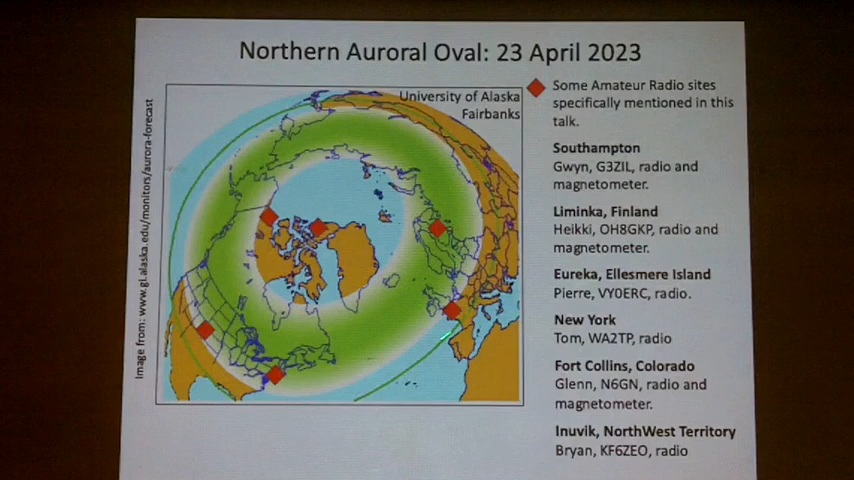 Northern Auroral Oval: 23 April 2023
Image from: www.gi.alaska.edu/monitors/aurora-forecast
University of Alaska
Fairbanks
Some Amateur Radio sites
specifically mentioned in this
talk.
Southampton
Gwyn, G3ZIL, radio and
magnetometer.
Liminka, Finland
Heikki, OH8GKP, radio and
magnetometer.
Eureka, Ellesmere Island
Pierre, VY0ERC, radio.
New York
Tom, WA2TP, radio
Fort Collins, Colorado
Glenn, N6GN, radio and
magnetometer.
Inuvik, NorthWest Territory
Bryan, KF6ZEO, radio